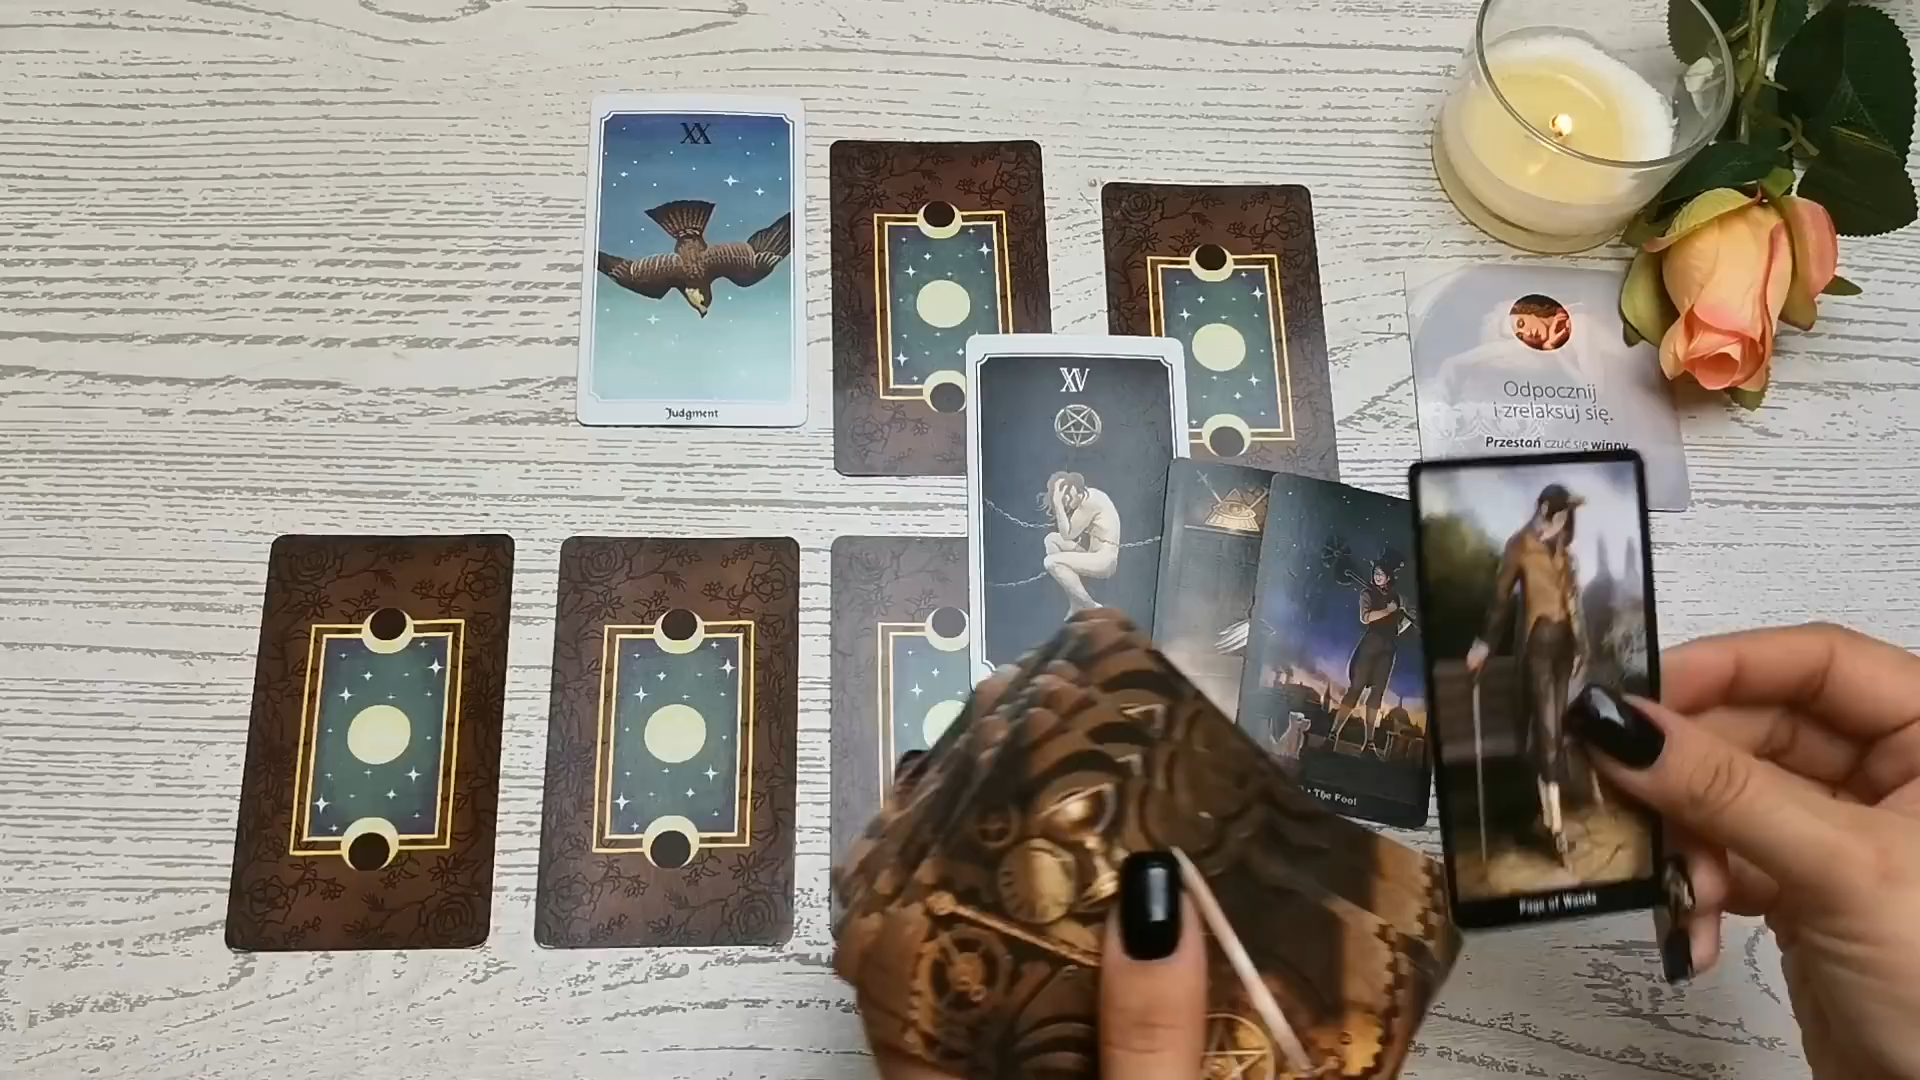 XX
Judgment
XV
Odpocznij
i zrelaksuj się.
Przestań czuć się winny
The Fool
Page of Wands